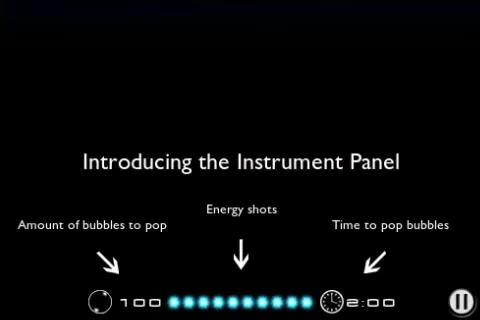 Introducing the Instrument Panel
Energy shots
Amount of bubbles to pop
Time to pop bubbles
100
2:00